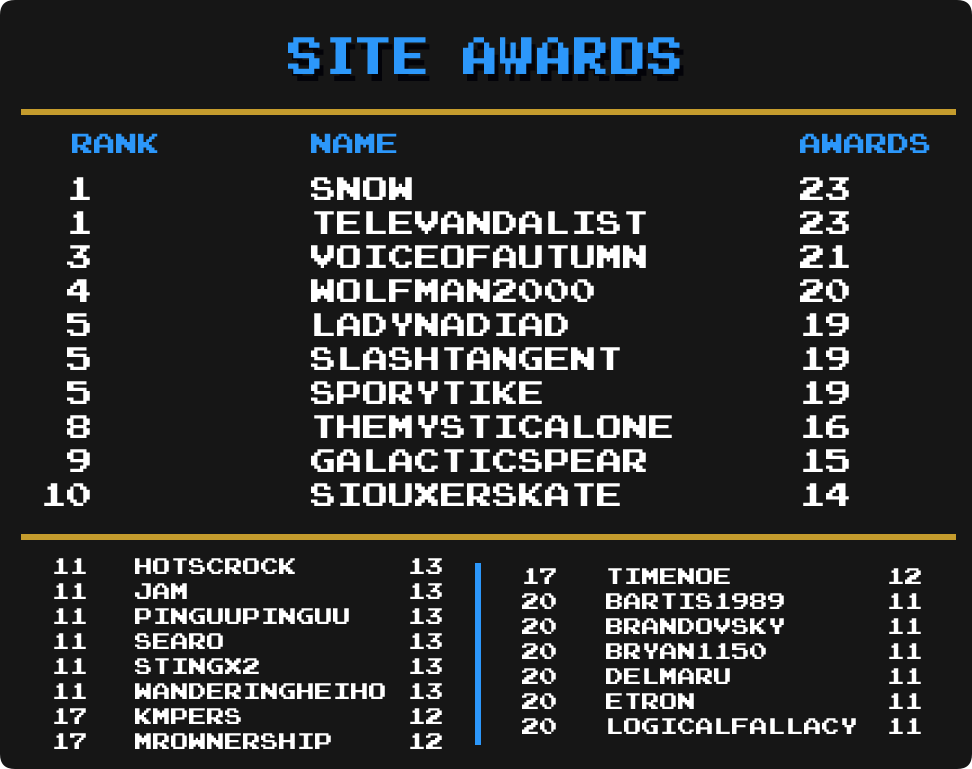 SITE AWARDS
RANK NAME AWARDS
1 SNOW 23
1 TELEVANDALIST 23
3 VOICEOFAUTUMN 21
4 WOLFMAN2000 20
5 LADYNADIAD 19
5 SLASHTANGENT 19
5 SPORYTIKE 19
8 THEMYSTICALONE 16
9 GALACTICSPEAR 15
10 SIOUXERSKATE 14
11 HOTSCROCK 13
11 JAM 13
11 PINGUUPINGUU 13
11 SEARO 13
11 STINGX2 13
11 WANDERINGHEIHO 13
17 KMPERS 12
17 MROWNERSHIP 12
17 TIMENOE 12
20 BARTIS1989 11
20 BRANDOVSKY 11
20 BRYAN1150 11
20 DELMARU 11
20 ETRON 11
20 LOGICALFALLACY 11